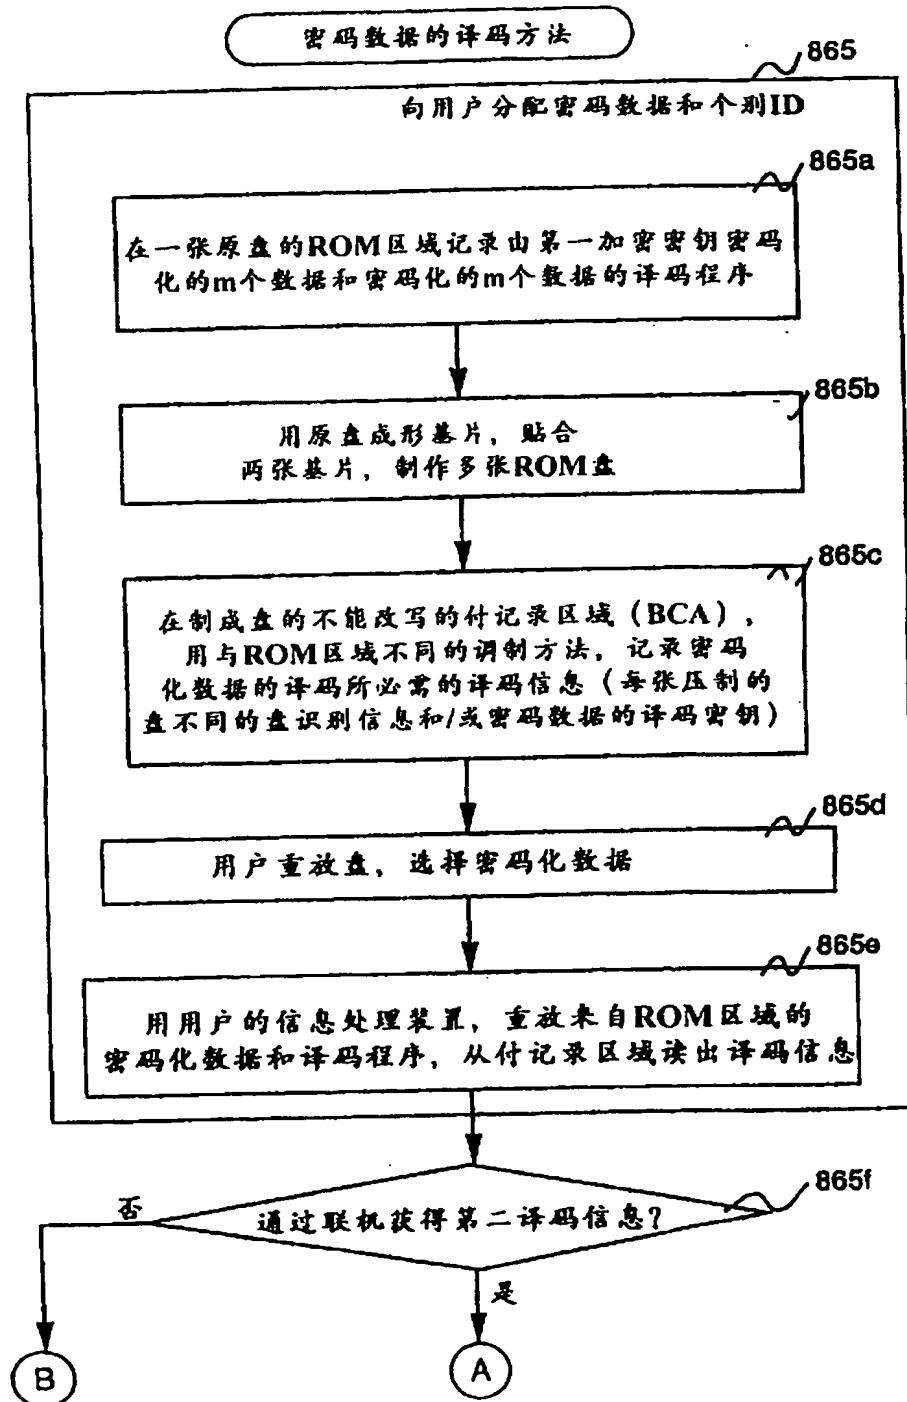 密码数据的译码方法
865
向用户分配密码数据和个别ID
865a
在一张原盘的ROM区域记录由第一加密密钥密码
化的m个数据和密码化的m个数据的译码程序
865b
用原盘成形基片，贴合
两张基片，制作多张ROM盘
865c
在制成盘的不能改写的付记录区域（BCA），
用与ROM区域不同的调制方法，记录密码
化数据的译码所必需的译码信息（每张压制的
盘不同的盘识别信息和/或密码数据的译码密钥）
865d
用户重放盘，选择密码化数据
865e
用用户的信息处理装置，重放来自ROM区域的
密码化数据和译码程序，从付记录区域读出译码信息
865f
否
通过联机获得第二译码信息？
是
B
A